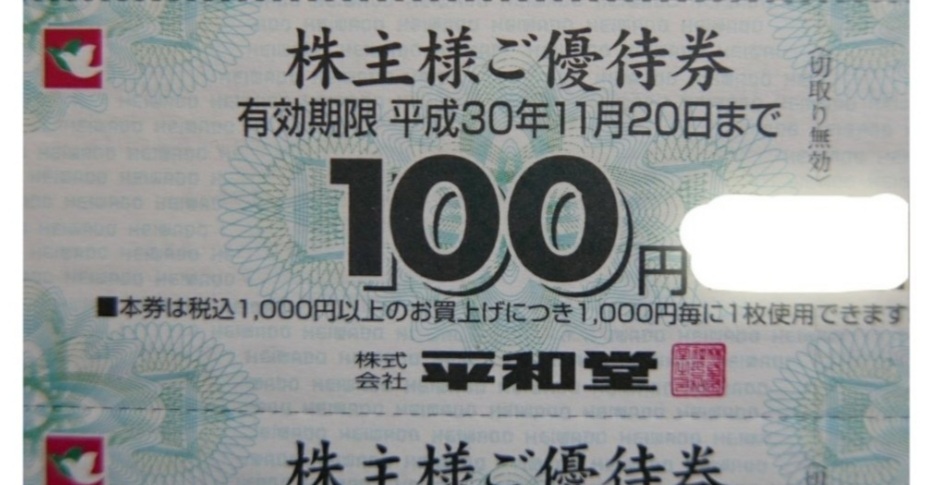 株主様ご優待券
有効期限 平成30年11月20日まで
〈切取り無効〉
100円
■本券は税込1,000円以上のお買上げにつき1,000円毎に1枚使用できます
株式会社 平和堂
株主様ご優待券
切